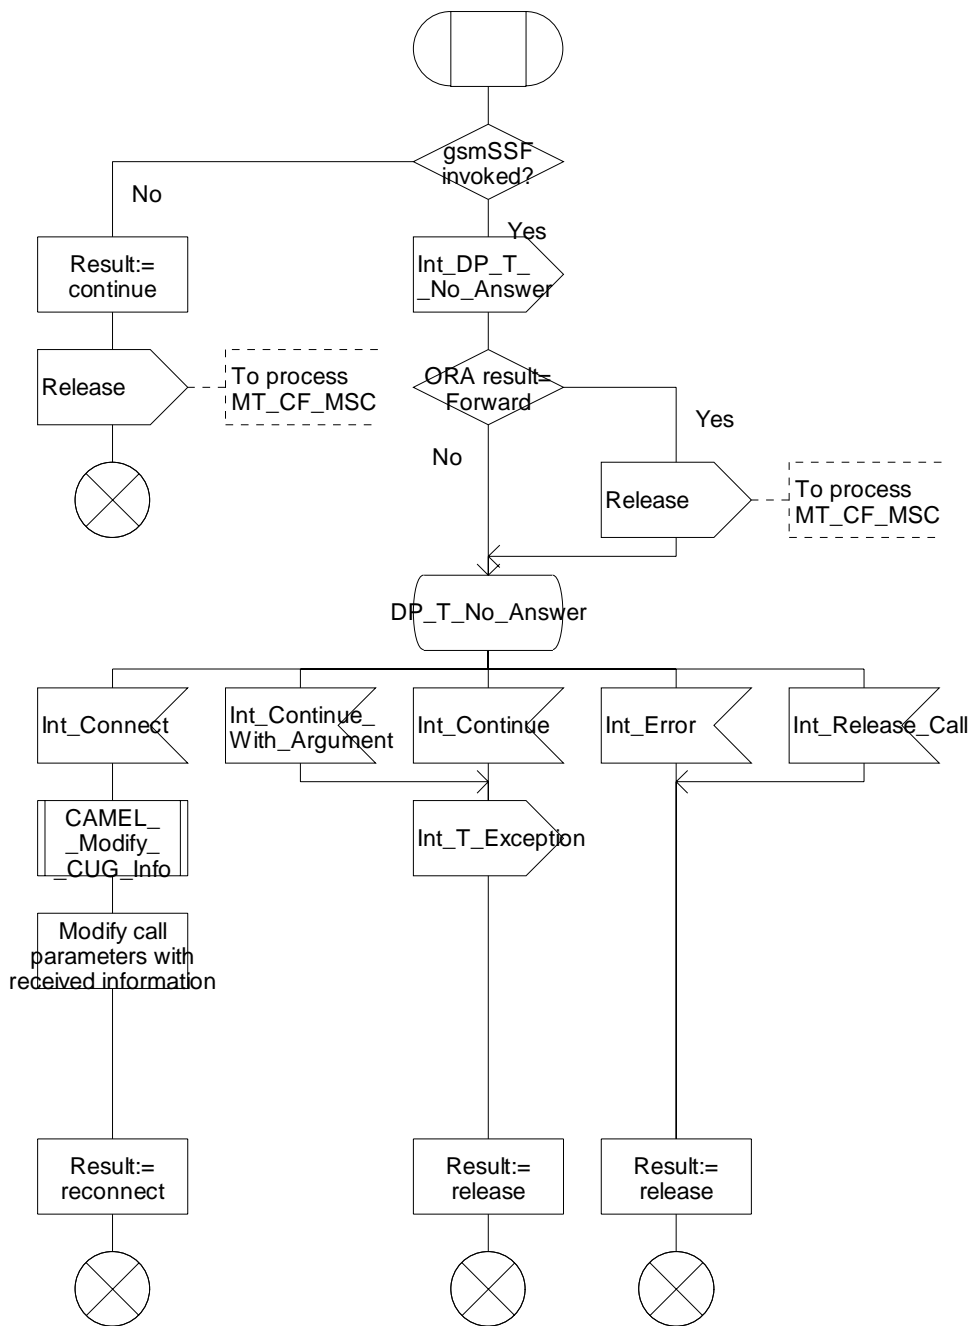 gsmSSF
invoked?
No
Yes
Result:=
continue
Int_DP_T_
_No_Answer
Release
To process
MT_CF_MSC
ORA result=
Forward
Yes
No
Release
To process
MT_CF_MSC
DP_T_No_Answer
Int_Connect
Int_Continue_
With_Argument
Int_Continue
Int_Error
Int_Release_Call
CAMEL_
_Modify_
_CUG_Info
Int_T_Exception
Modify call
parameters with
received information
Result:=
reconnect
Result:=
release
Result:=
release